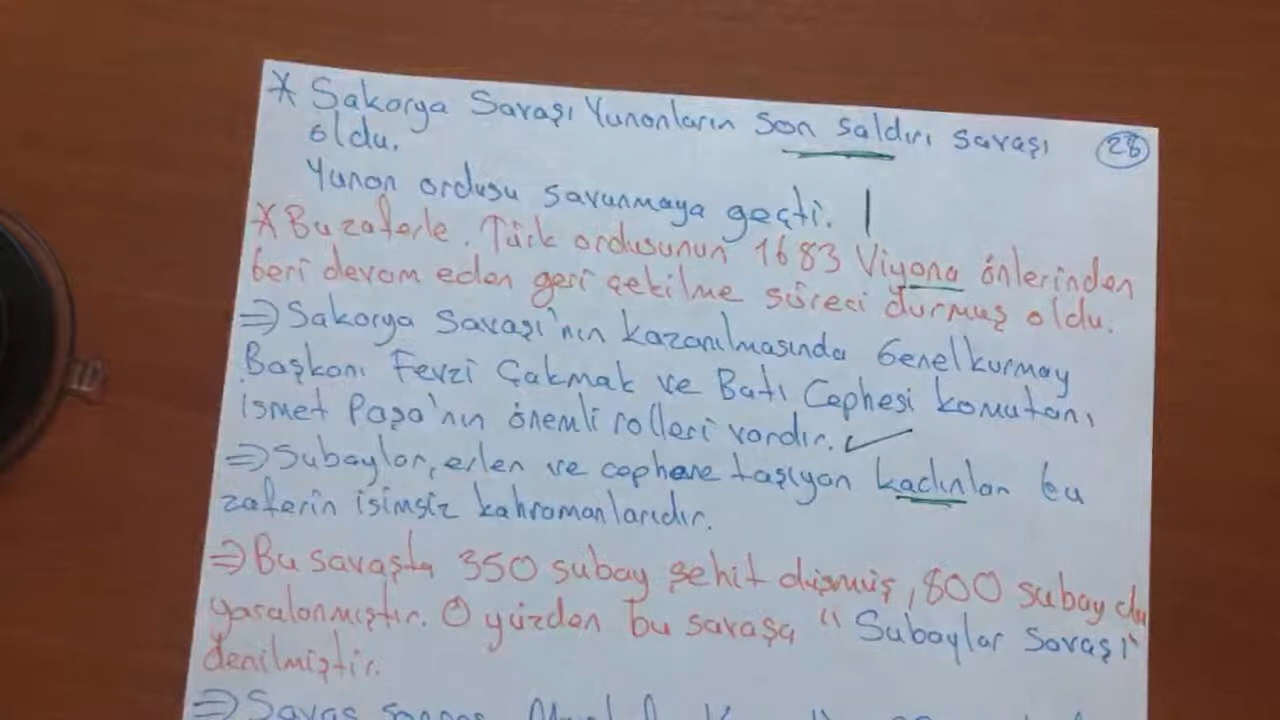 * Sakarya Savaşı Yunanların son saldırı savaşı
28
oldu.
Yunan ordusu savunmaya geçti.
* Bu zaferle, Türk ordusunun 1683 Viyana önlerinden
beri devam eden geri çekilme süreci durmuş oldu.
⇒ Sakarya Savaşı'nın kazanılmasında Genelkurmay
Başkanı Fevzi Çakmak ve Batı Cephesi komutanı
ismet Paşa'nın önemli rolleri vardır.
⇒ Subaylar, erler ve cephane taşıyan kadınlar bu
zaferin isimsiz kahramanlarıdır.
⇒ Bu savaşta 350 subay şehit düşmüş, 800 subay da
yaralanmıştır. O yüzden bu savaşa "Subaylar Savaşı"
denilmiştir.
⇒ Savaş